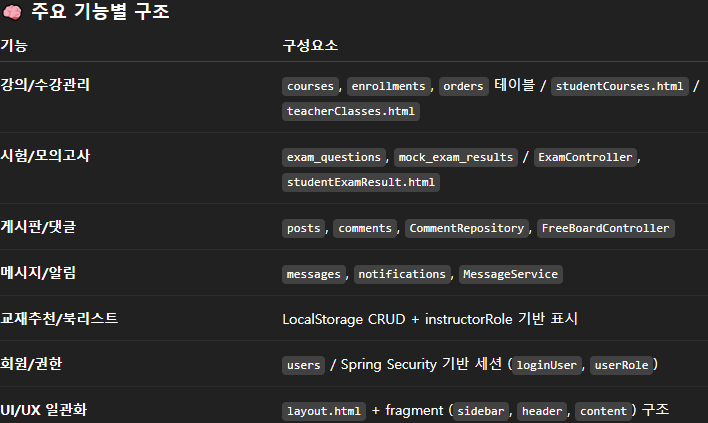 🧠 주요 기능별 구조
기능 구성요소
강의/수강관리 courses, enrollments, orders 테이블 / studentCourses.html /
teacherClasses.html
시험/모의고사 exam_questions, mock_exam_results / ExamController,
studentExamResult.html
게시판/댓글 posts, comments, CommentRepository, FreeBoardController
메시지/알림 messages, notifications, MessageService
교재추천/북리스트 LocalStorage CRUD + instructorRole 기반 표시
회원/권한 users / Spring Security 기반 세션 (loginUser, userRole)
UI/UX 일관화 layout.html + fragment (sidebar, header, content) 구조